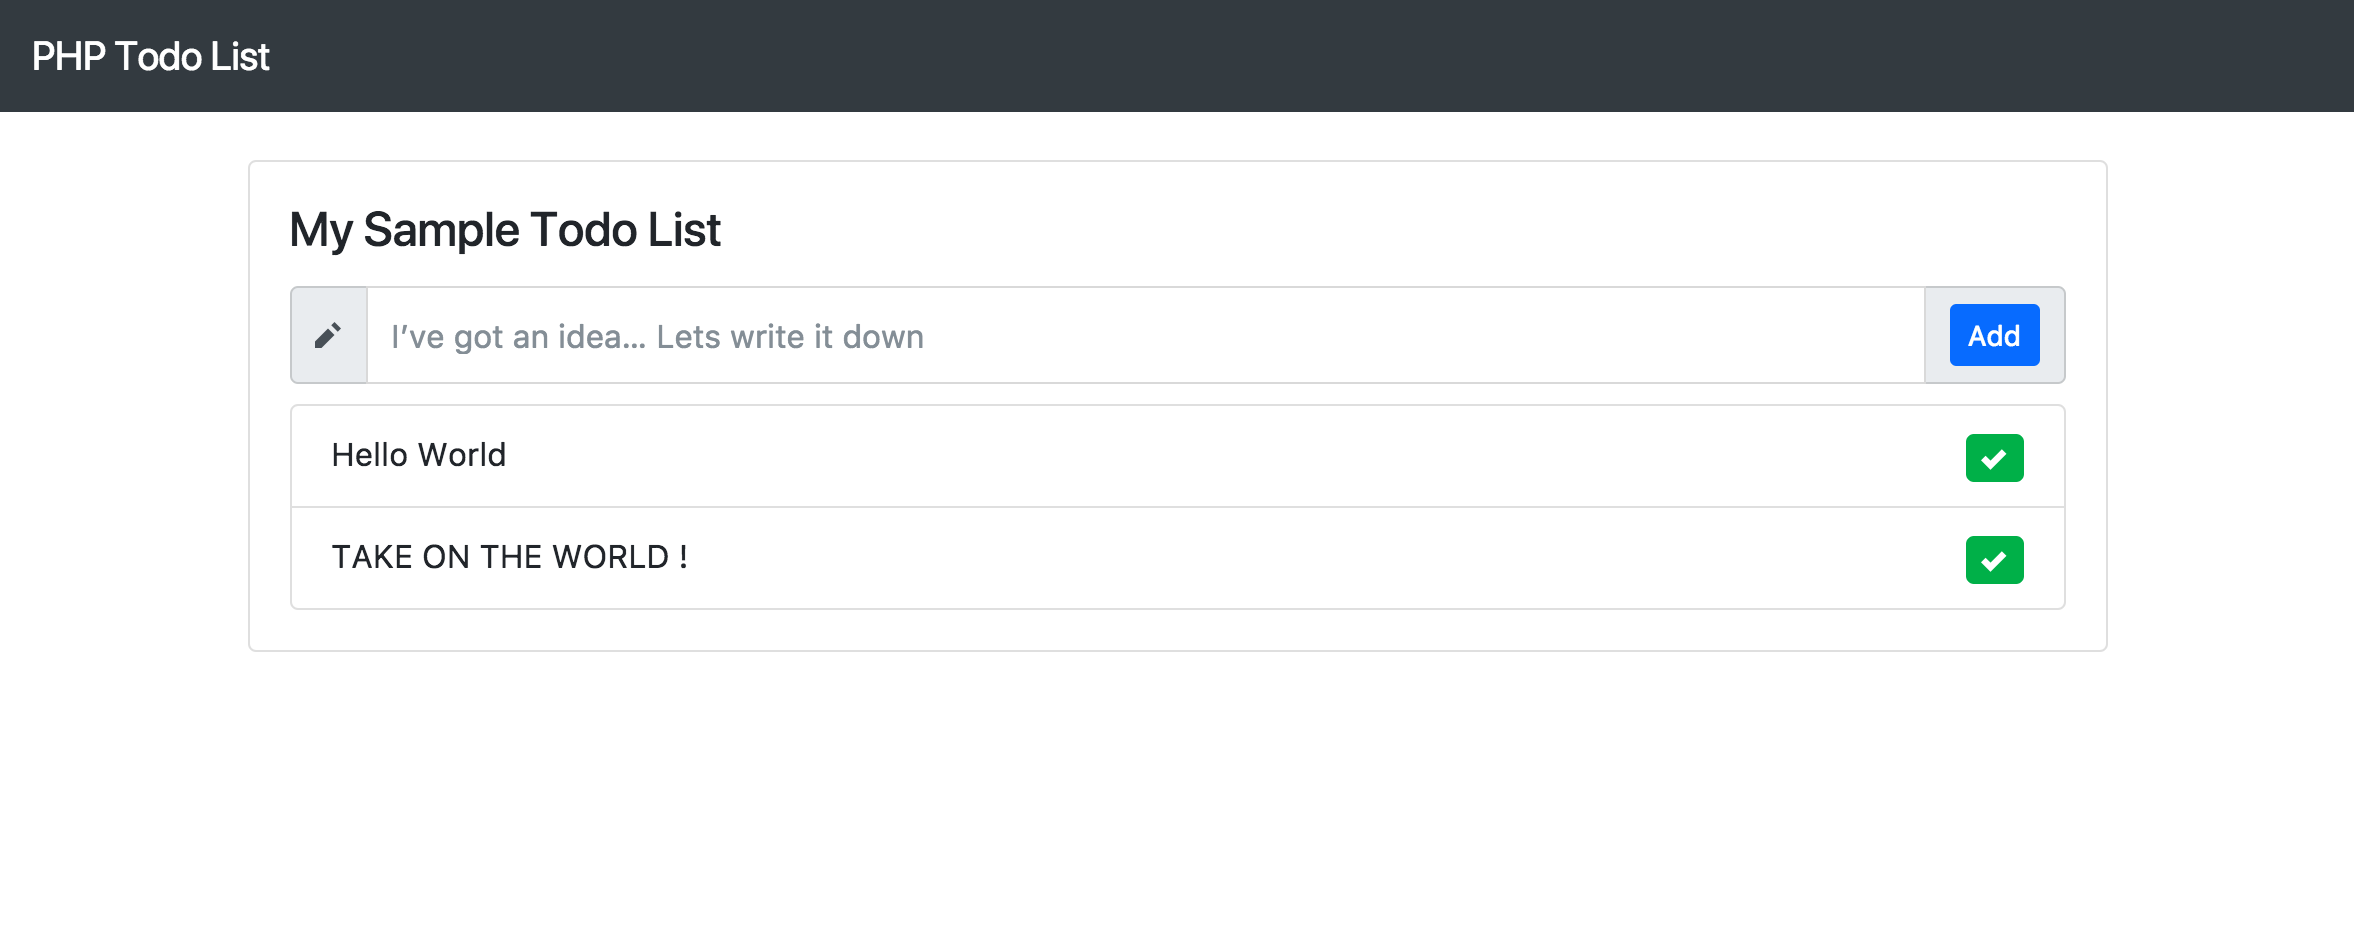 PHP Todo List
My Sample Todo List
I've got an idea... Lets write it down
Add
Hello World
TAKE ON THE WORLD !